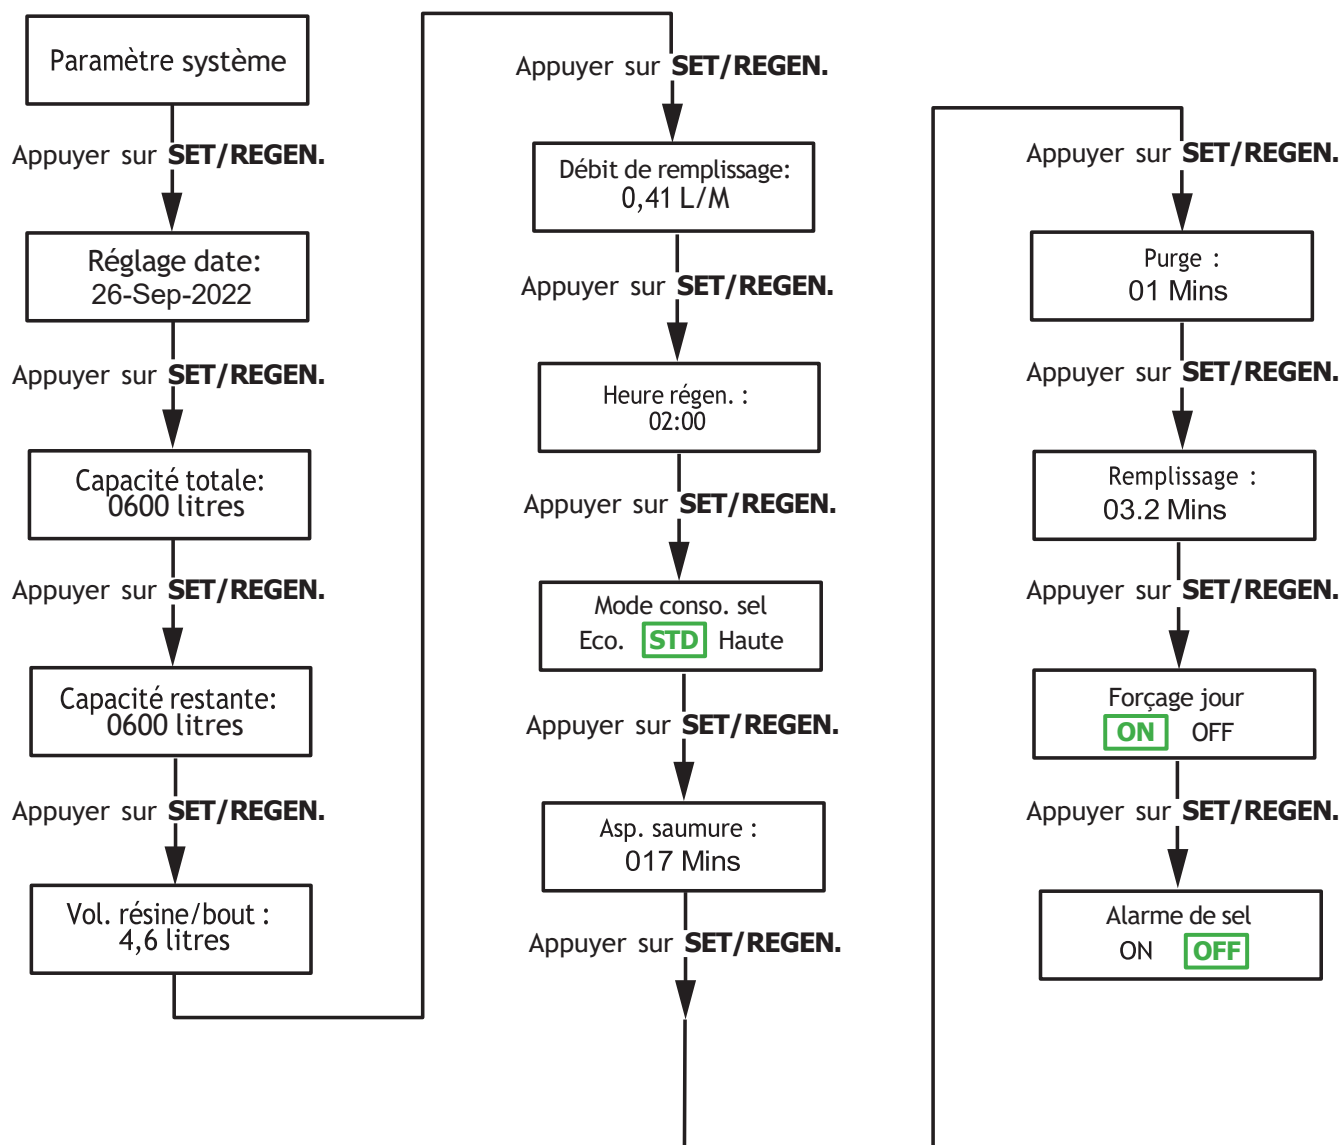 Paramètre système
Appuyer sur SET/REGEN.
Réglage date:
26-Sep-2022
Appuyer sur SET/REGEN.
Capacité totale:
0600 litres
Appuyer sur SET/REGEN.
Capacité restante:
0600 litres
Appuyer sur SET/REGEN.
Vol. résine/bout :
4,6 litres
Appuyer sur SET/REGEN.
Débit de remplissage:
0,41 L/M
Appuyer sur SET/REGEN.
Heure régen. :
02:00
Appuyer sur SET/REGEN.
Mode conso. sel
Eco. STD Haute
Appuyer sur SET/REGEN.
Asp. saumure :
017 Mins
Appuyer sur SET/REGEN.
Appuyer sur SET/REGEN.
Purge :
01 Mins
Appuyer sur SET/REGEN.
Remplissage :
03.2 Mins
Appuyer sur SET/REGEN.
Forçage jour
ON OFF
Appuyer sur SET/REGEN.
Alarme de sel
ON OFF